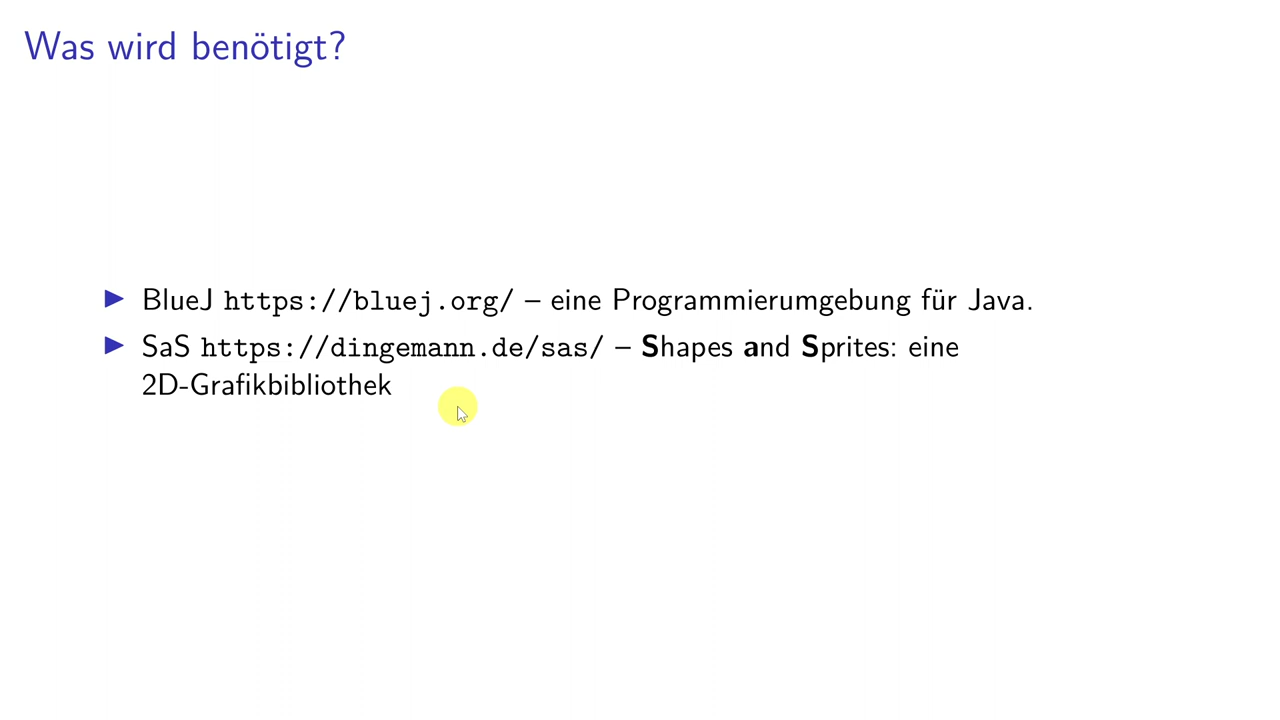 Was wird benötigt?
▶ BlueJ https://bluej.org/ – eine Programmierumgebung für Java.
▶ SaS https://dingemann.de/sas/ – Shapes and Sprites: eine
2D-Grafikbibliothek